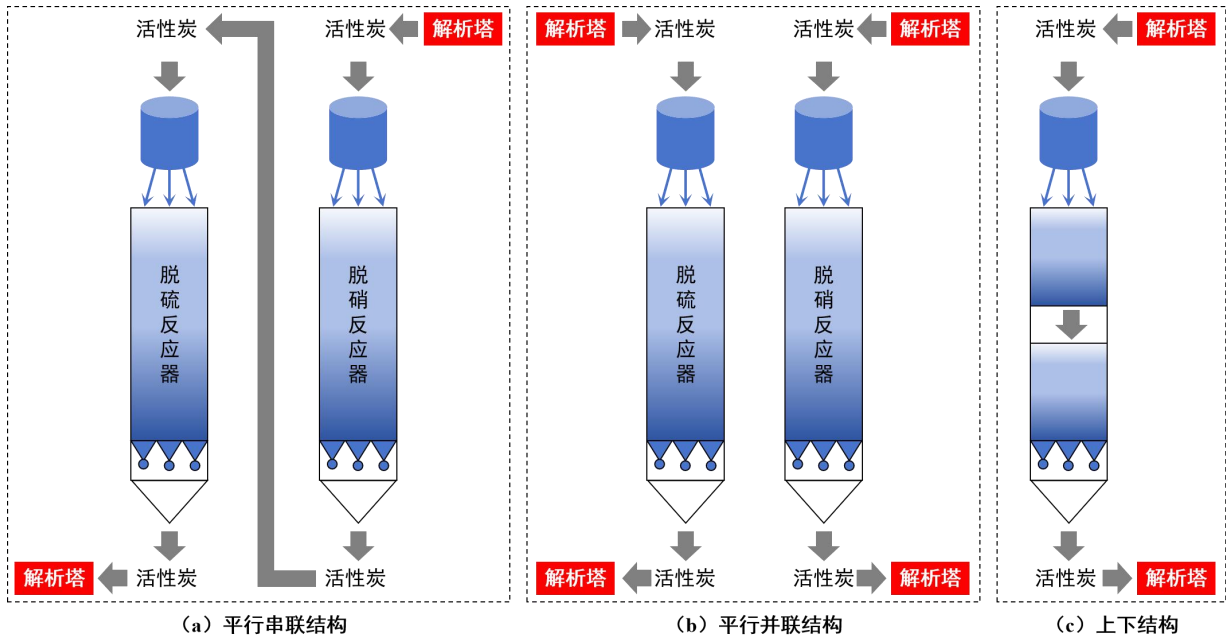 活性炭
活性炭
解析塔
脱硫反应器
脱硝反应器
解析塔
活性炭
活性炭
(a)平行串联结构
解析塔
活性炭
活性炭
解析塔
脱硫反应器
脱硝反应器
解析塔
活性炭
活性炭
解析塔
(b)平行并联结构
活性炭
解析塔
活性炭
解析塔
(c)上下结构